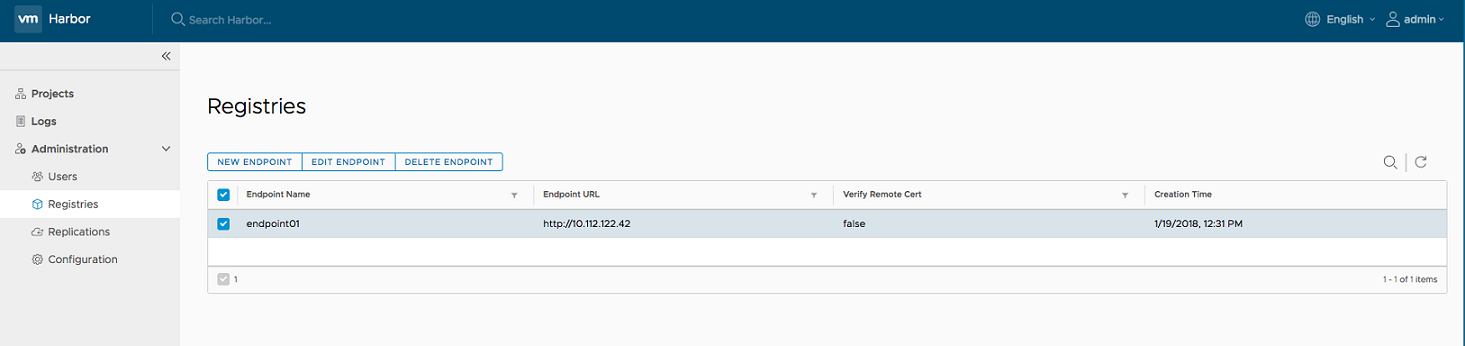 vm Harbor Search Harbor... English admin
Projects
Logs
Administration
Users
Registries
Replications
Configuration
Registries
NEW ENDPOINT EDIT ENDPOINT DELETE ENDPOINT
Endpoint Name Endpoint URL Verify Remote Cert Creation Time
endpoint01 http://10.112.122.42 false 1/19/2018, 12:31 PM
1 1 - 1 of 1 items